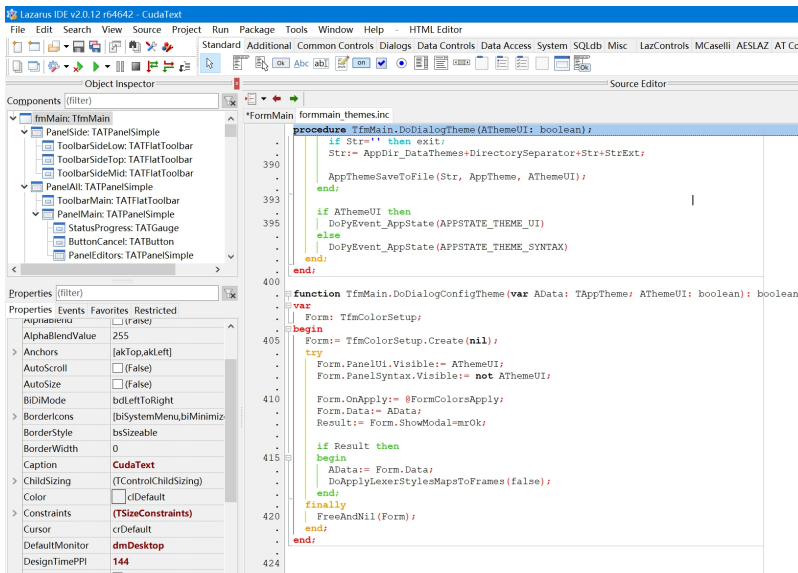 Lazarus IDE v2.0.12 r64642 - CudaText
File Edit Search View Source Project Run Package Tools Window Help - HTML Editor
Standard Additional Common Controls Dialogs Data Controls Data Access System SQLdb Misc LazControls MCaselli AESLAZ AT Co
Ok Abc abI on Ok
Object Inspector
Source Editor
Components (filter)
*FormMain formmain_themes.inc
fmMain: TfmMain
PanelSide: TATPanelSimple
ToolbarSideLow: TATFlatToolbar
ToolbarSideTop: TATFlatToolbar
ToolbarSideMid: TATFlatToolbar
PanelAll: TATPanelSimple
ToolbarMain: TATFlatToolbar
PanelMain: TATPanelSimple
StatusProgress: TATGauge
ButtonCancel: TATButton
PanelEditors: TATPanelSimple
Properties (filter)
Properties Events Favorites Restricted
AlphaBlend (False)
AlphaBlendValue 255
Anchors [akTop,akLeft]
AutoScroll (False)
AutoSize (False)
BiDiMode bdLeftToRight
BorderIcons [biSystemMenu,biMinimiz
BorderStyle bsSizeable
BorderWidth 0
Caption CudaText
ChildSizing (TControlChildSizing)
Color clDefault
Constraints (TSizeConstraints)
Cursor crDefault
DefaultMonitor dmDesktop
DesignTimePPI 144
procedure TfmMain.DoDialogTheme(AThemeUI: boolean);
if Str='' then exit;
Str:= AppDir_DataThemes+DirectorySeparator+Str+StrExt;
390
AppThemeSaveToFile(Str, AppTheme, AThemeUI);
end;
393
if AThemeUI then
395 DoPyEvent_AppState(APPSTATE_THEME_UI)
else
DoPyEvent_AppState(APPSTATE_THEME_SYNTAX)
end;
end;
400
function TfmMain.DoDialogConfigTheme(var AData: TAppTheme; AThemeUI: boolean): boolean
var
Form: TfmColorSetup;
begin
405 Form:= TfmColorSetup.Create(nil);
try
Form.PanelUi.Visible:= AThemeUI;
Form.PanelSyntax.Visible:= not AThemeUI;
410 Form.OnApply:= @FormColorsApply;
Form.Data:= AData;
Result:= Form.ShowModal=mrOk;
if Result then
415 begin
AData:= Form.Data;
DoApplyLexerStylesMapsToFrames(false);
end;
finally
420 FreeAndNil(Form);
end;
end;
424